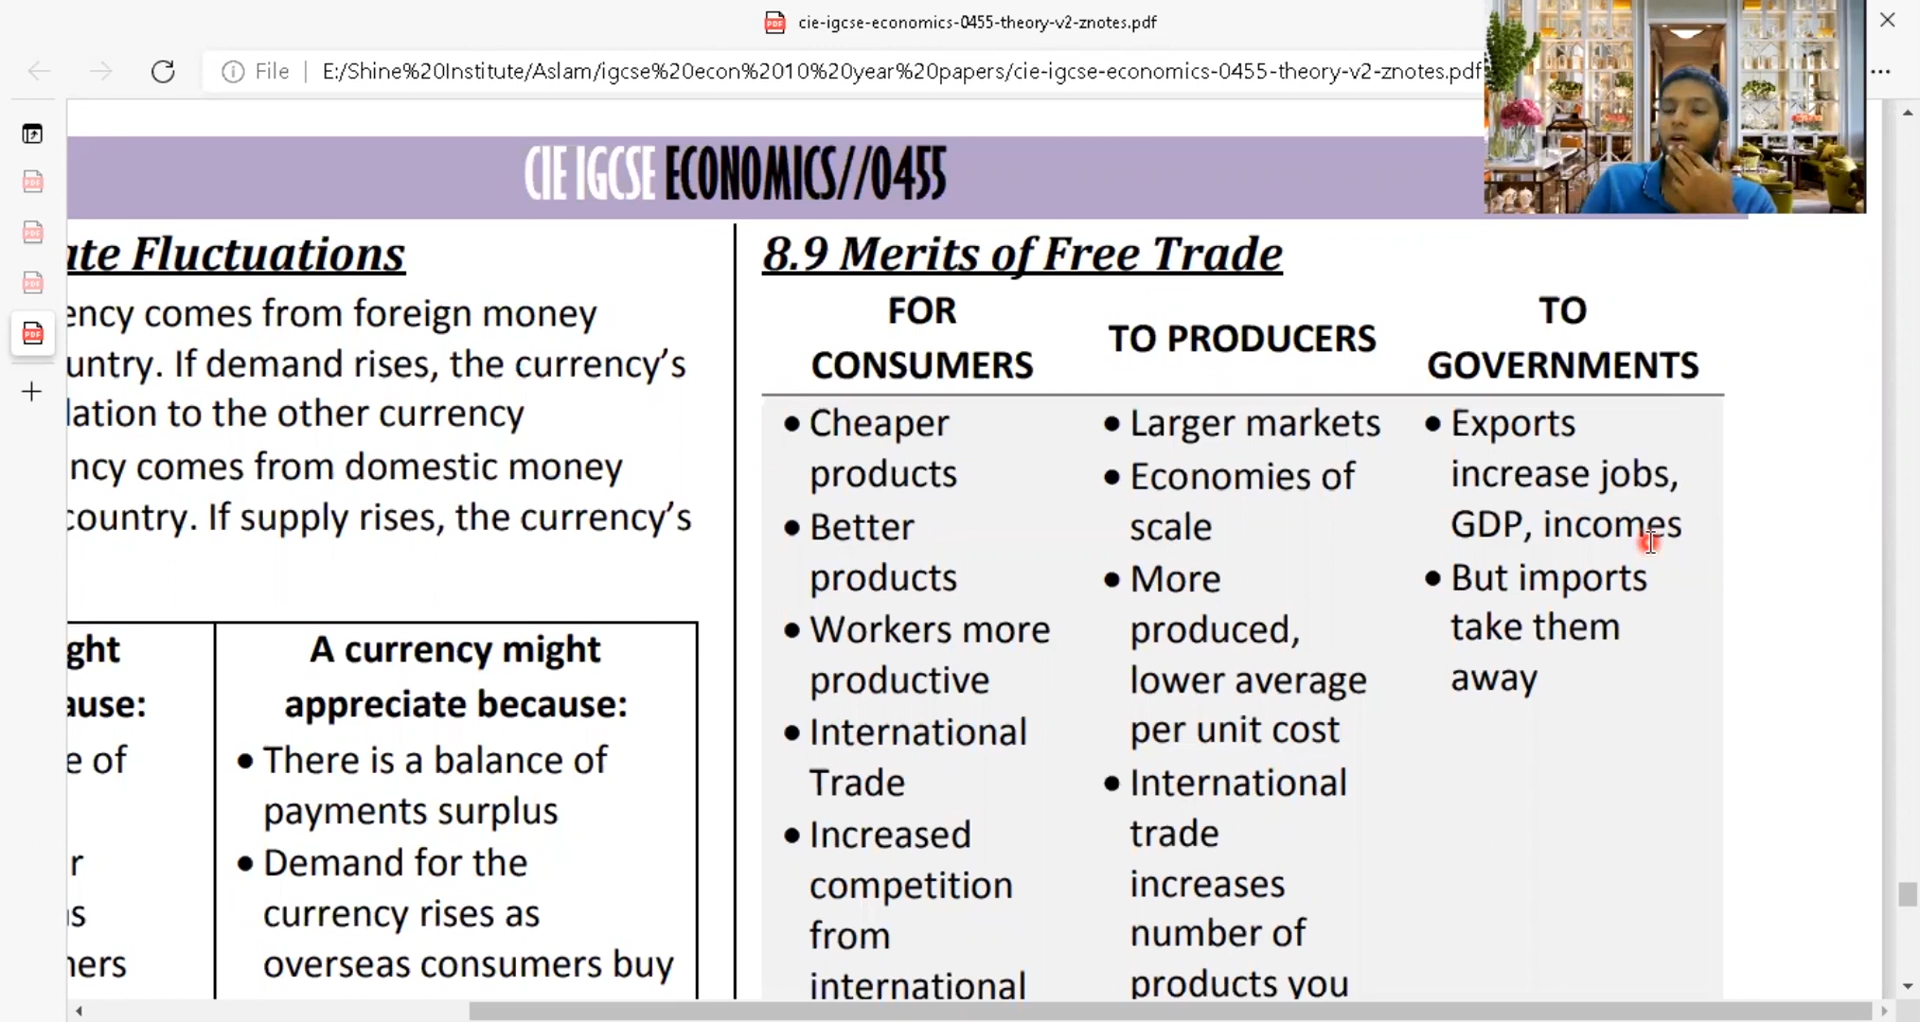 cie-igcse-economics-0455-theory-v2-znotes.pdf
File
E:/Shine%20Institute/Aslam/igcse%20econ%2010%20year%20papers/cie-igcse-economics-0455-theory-v2-znotes.pdf
CIE IGCSE ECONOMICS//0455
ate Fluctuations
ency comes from foreign money
untry. If demand rises, the currency’s
lation to the other currency
ncy comes from domestic money
country. If supply rises, the currency’s
ght
ause:
e of
r
ners
A currency might
appreciate because:
• There is a balance of
payments surplus
• Demand for the
currency rises as
overseas consumers buy
8.9 Merits of Free Trade
FOR
CONSUMERS
• Cheaper
products
• Better
products
• Workers more
productive
• International
Trade
• Increased
competition
from
international
TO PRODUCERS
• Larger markets
• Economies of
scale
• More
produced,
lower average
per unit cost
• International
trade
increases
number of
products you
TO
GOVERNMENTS
• Exports
increase jobs,
GDP, incomes
• But imports
take them
away